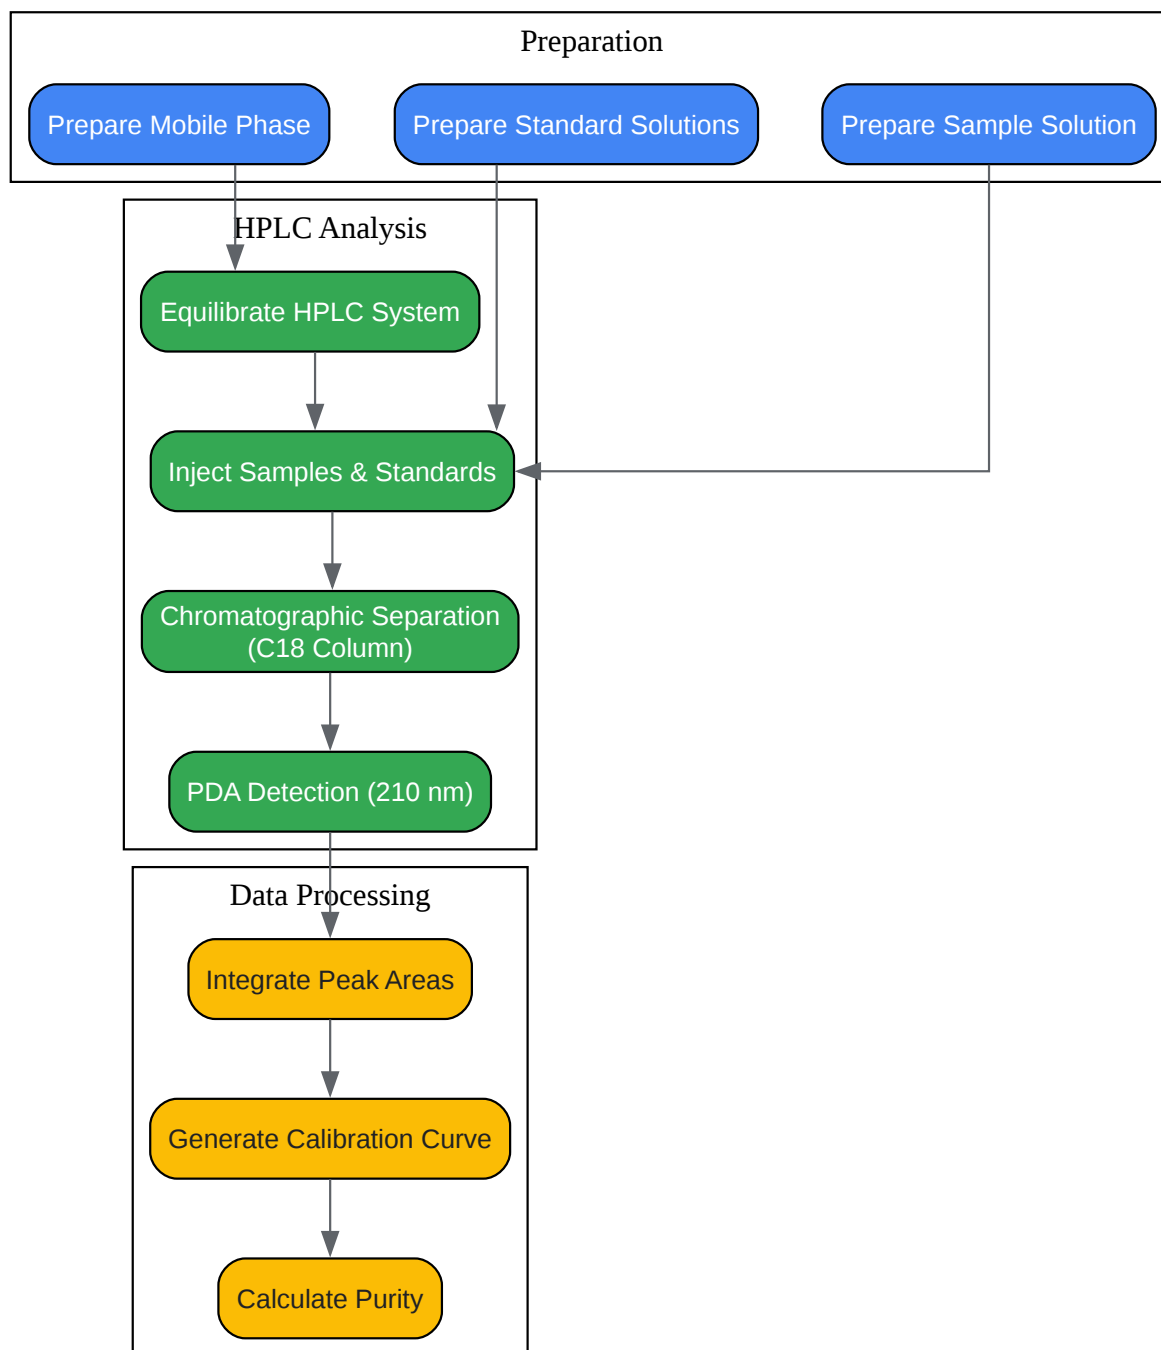 Preparation
Prepare Mobile Phase
Prepare Standard Solutions
Prepare Sample Solution
HPLC Analysis
Equilibrate HPLC System
Inject Samples & Standards
Chromatographic Separation
(C18 Column)
PDA Detection (210 nm)
Data Processing
Integrate Peak Areas
Generate Calibration Curve
Calculate Purity